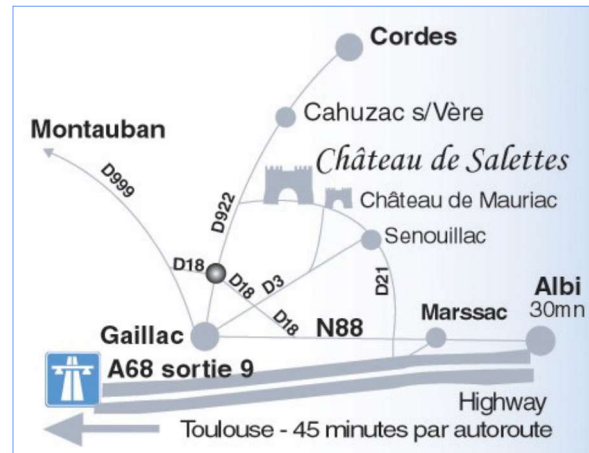 Cordes
Cahuzac s/Vère
Montauban
Château de Salettes
D999
D922
Château de Mauriac
Senouillac
D18
D18
D3
D21
Albi
30mn
D18
N88
Marssac
Gaillac
A68 sortie 9
Highway
Toulouse - 45 minutes par autoroute